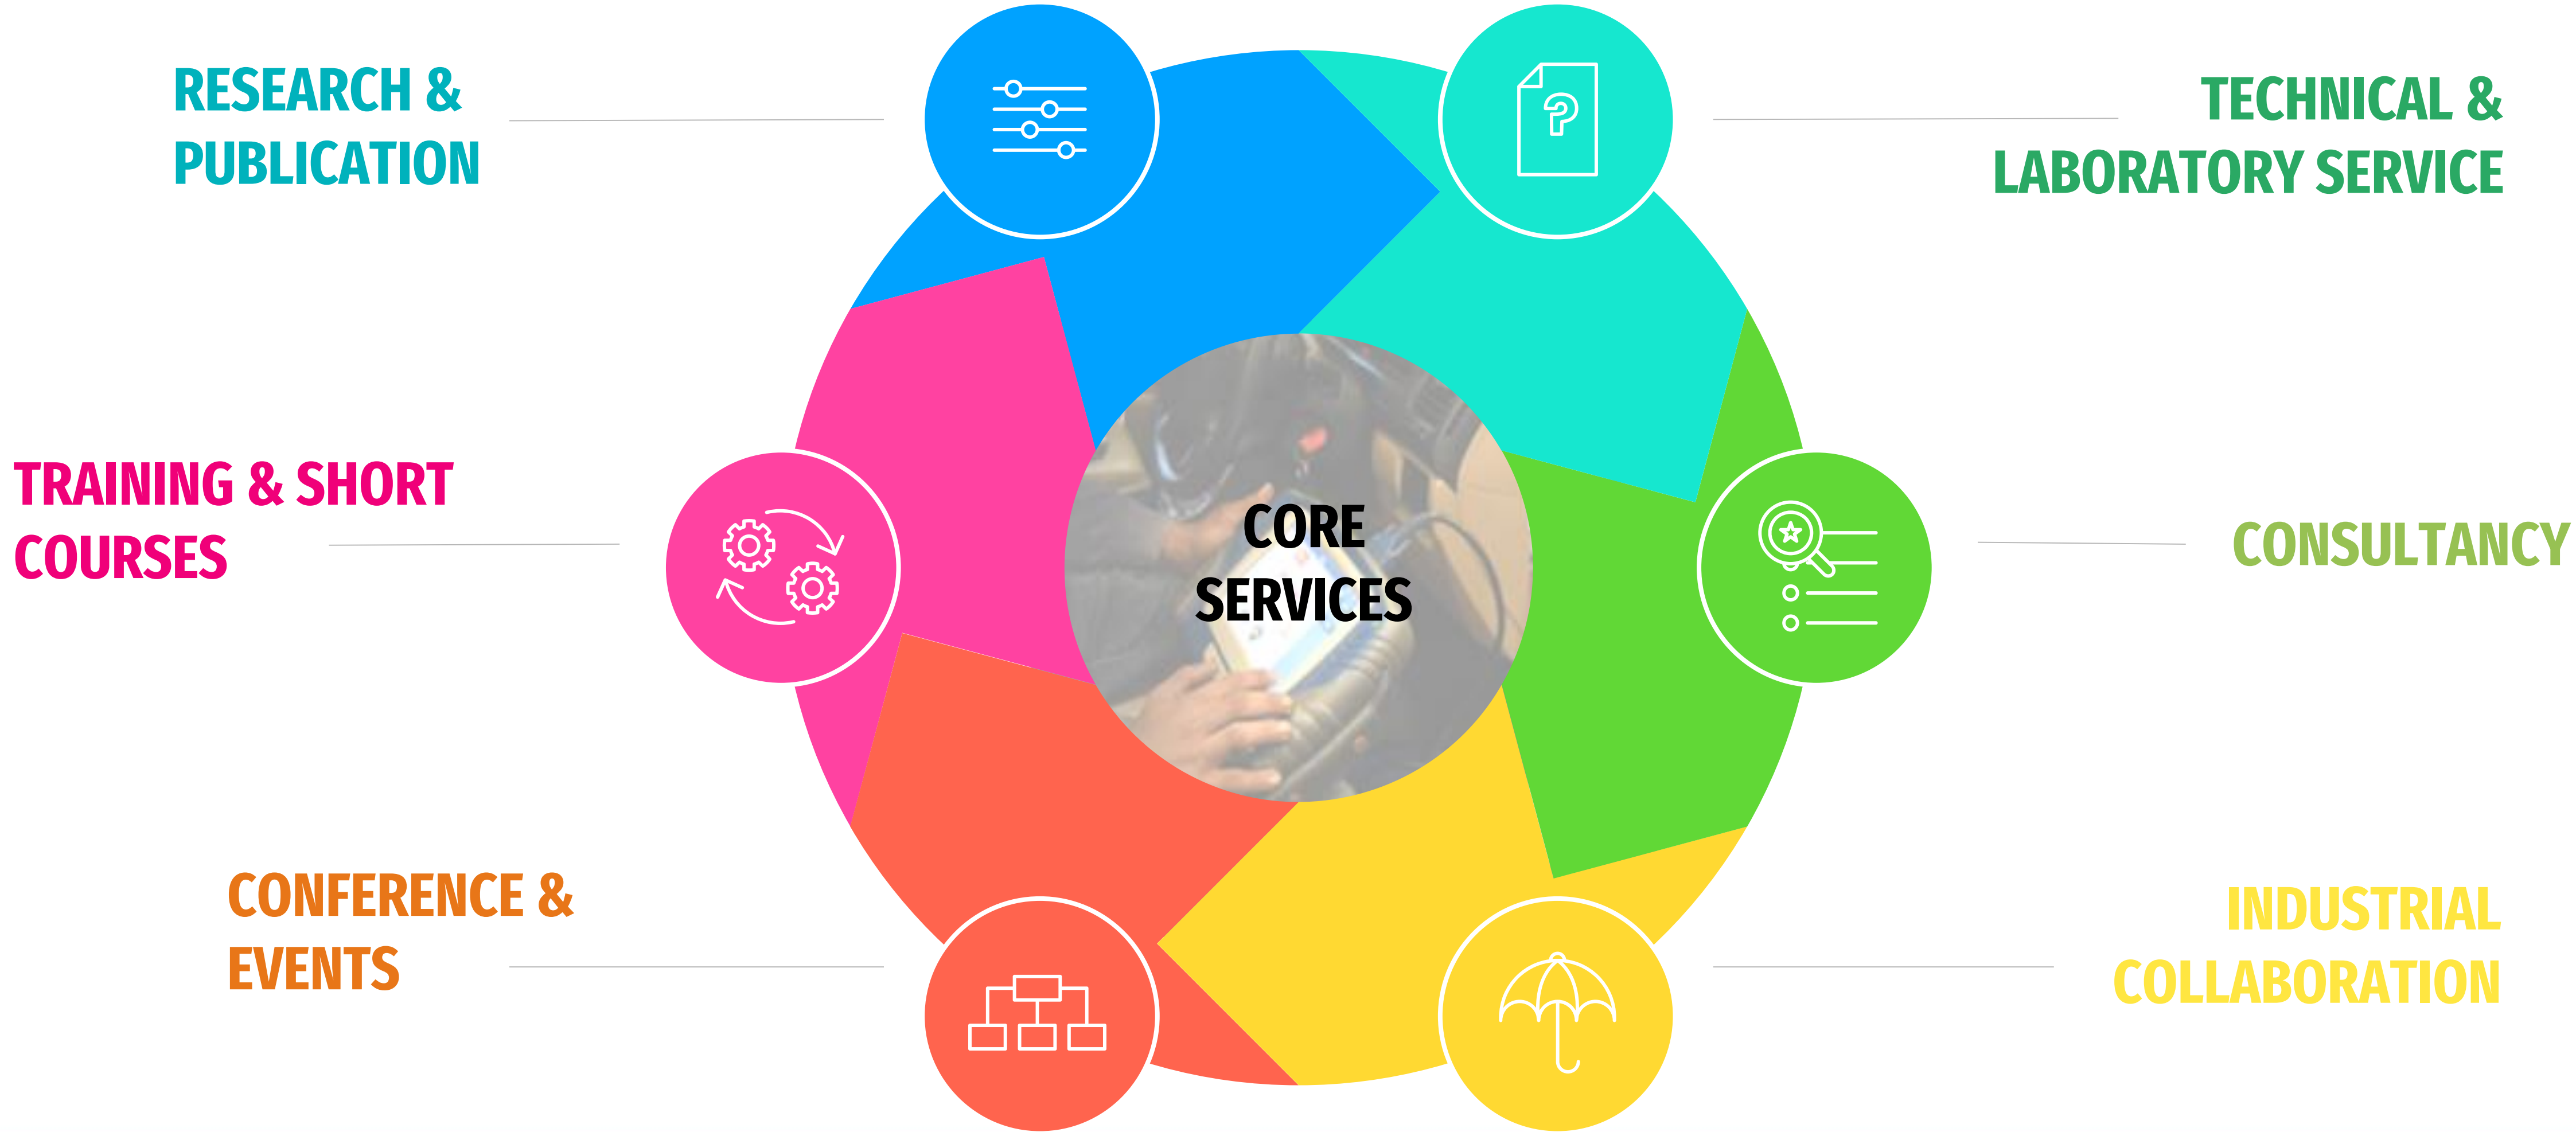 RESEARCH &
PUBLICATION
TECHNICAL &
LABORATORY SERVICE
TRAINING & SHORT
COURSES
CORE
SERVICES
CONSULTANCY
CONFERENCE &
EVENTS
INDUSTRIAL
COLLABORATION
?